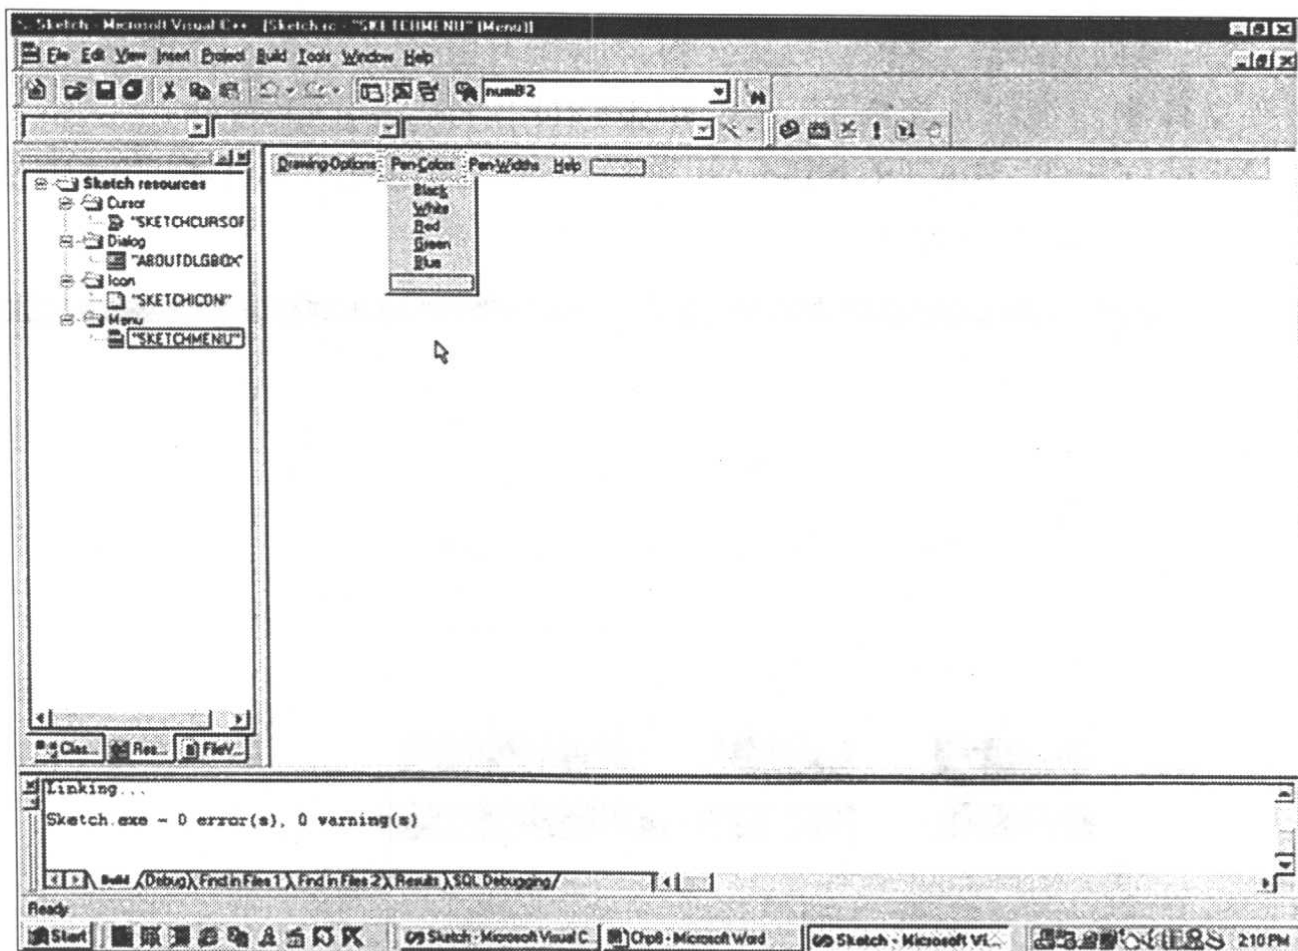 Sketch - Microsoft Visual C++ - [Sketch.rc - "SKETCHMENU" (Menu)]
File Edit View Insert Project Build Tools Window Help
numB2
Drawing-Options Pen-Colors Pen-Widths Help
Black
White
Red
Green
Blue
Sketch resources
Cursor
"SKETCHCURSOR
Dialog
"ABOUTDLGBOX"
Icon
"SKETCHICON"
Menu
"SKETCHMENU"
Clas... Res... FileV...
Linking...
Sketch.exe - 0 error(s), 0 warning(s)
Build Debug Find in Files 1 Find in Files 2 Results SQL Debugging
Ready
Start Sketch - Microsoft Visual C... Chp8 - Microsoft Word Sketch - Microsoft Vi... 2:10 PM